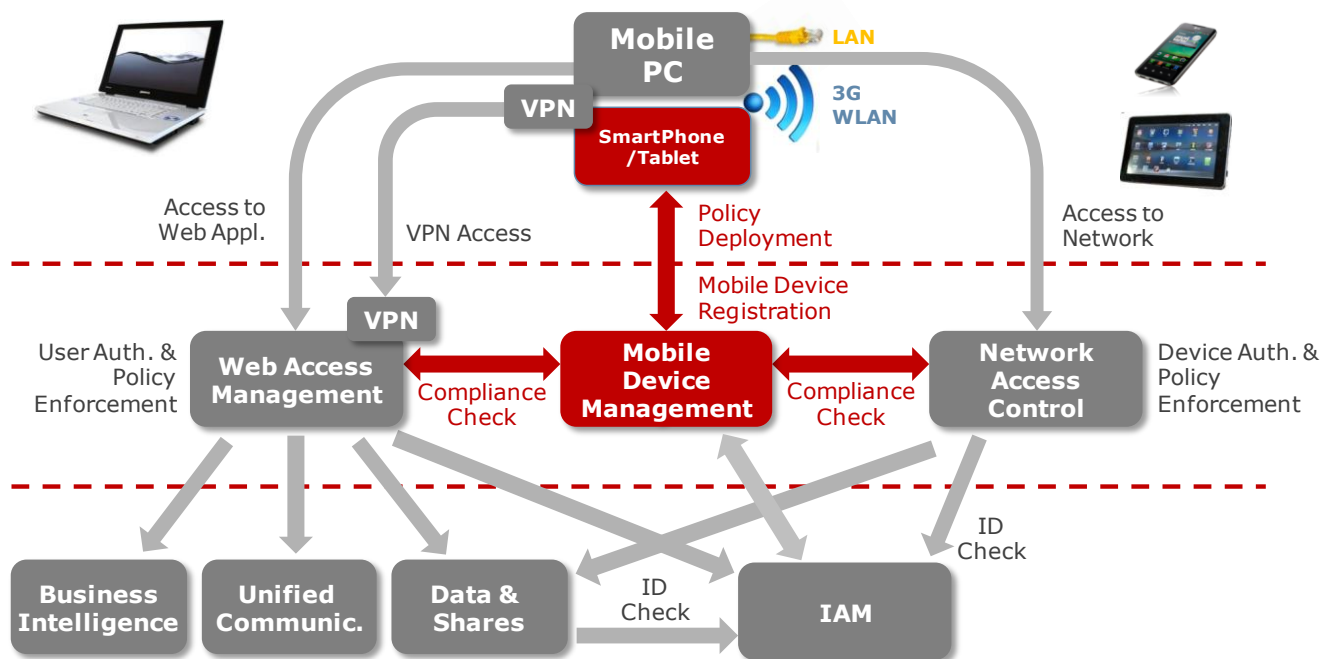 Mobile
PC
LAN
3G
WLAN
VPN
SmartPhone
/Tablet
Access to
Web Appl.
VPN Access
Policy
Deployment
Access to
Network
Mobile Device
Registration
VPN
User Auth. &
Policy
Enforcement
Web Access
Management
Compliance
Check
Mobile
Device
Management
Compliance
Check
Network
Access
Control
Device Auth. &
Policy
Enforcement
ID
Check
Business
Intelligence
Unified
Communic.
Data &
Shares
ID
Check
IAM